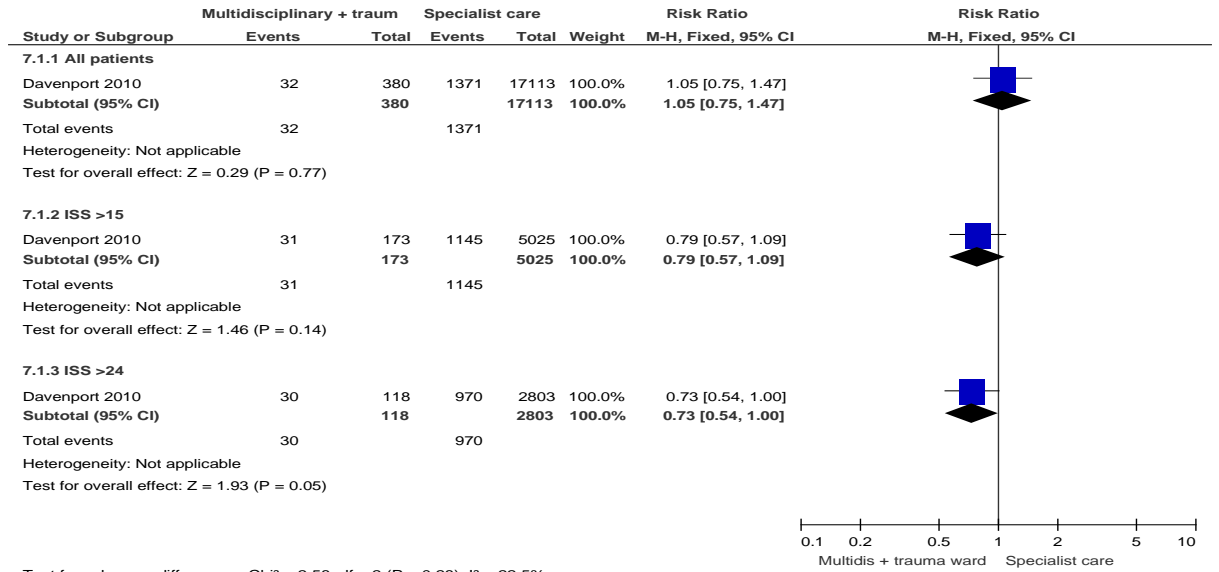 Multidisciplinary + traum Specialist care Risk Ratio Risk Ratio
Study or Subgroup Events Total Events Total Weight M-H, Fixed, 95% CI M-H, Fixed, 95% CI
7.1.1 All patients
Davenport 2010 32 380 1371 17113 100.0% 1.05 [0.75, 1.47]
Subtotal (95% CI) 380 17113 100.0% 1.05 [0.75, 1.47]
Total events 32 1371
Heterogeneity: Not applicable
Test for overall effect: Z = 0.29 (P = 0.77)
7.1.2 ISS >15
Davenport 2010 31 173 1145 5025 100.0% 0.79 [0.57, 1.09]
Subtotal (95% CI) 173 5025 100.0% 0.79 [0.57, 1.09]
Total events 31 1145
Heterogeneity: Not applicable
Test for overall effect: Z = 1.46 (P = 0.14)
7.1.3 ISS >24
Davenport 2010 30 118 970 2803 100.0% 0.73 [0.54, 1.00]
Subtotal (95% CI) 118 2803 100.0% 0.73 [0.54, 1.00]
Total events 30 970
Heterogeneity: Not applicable
Test for overall effect: Z = 1.93 (P = 0.05)
0.1 0.2 0.5 1 2 5 10
Multidis + trauma ward Specialist care